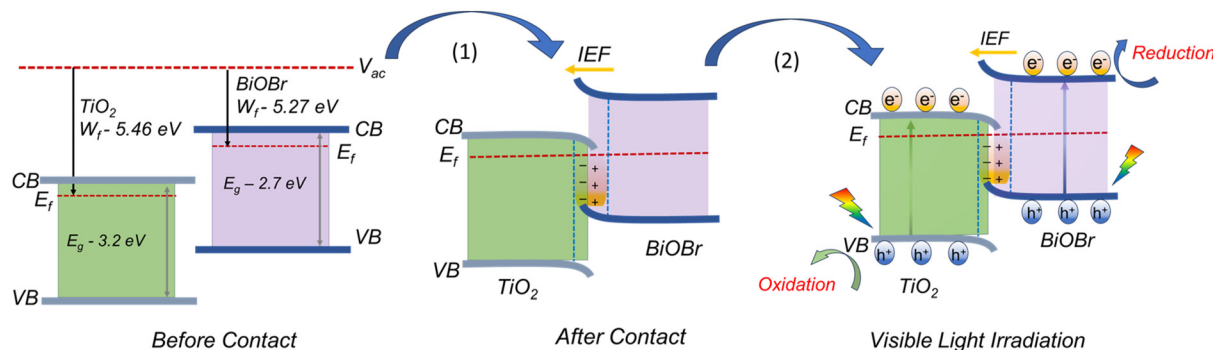 V_ac
TiO₂
W_f - 5.46 eV
BiOBr
W_f - 5.27 eV
CB
E_f
E_g – 2.7 eV
VB
CB
E_f
E_g - 3.2 eV
VB
Before Contact
(1)
IEF
CB
E_f
− +
− +
− +
VB
TiO₂
BiOBr
After Contact
(2)
IEF
e⁻ e⁻ e⁻
Reduction
CB
e⁻ e⁻ e⁻
E_f
− +
− +
− +
h⁺ h⁺ h⁺
BiOBr
VB
h⁺ h⁺ h⁺
Oxidation
TiO₂
Visible Light Irradiation